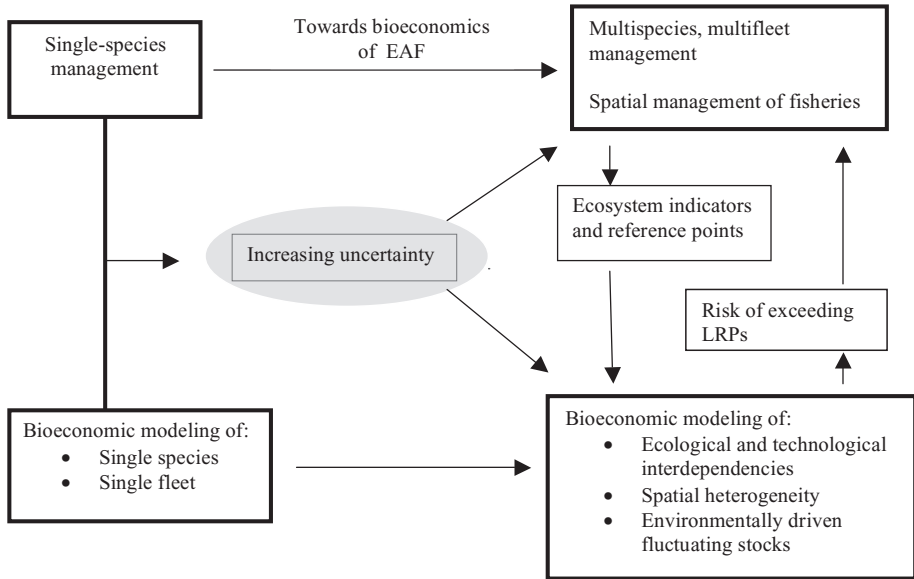 Single-species
management
Towards bioeconomics
of EAF
Multispecies, multifleet
management
Spatial management of fisheries
Increasing uncertainty
Ecosystem indicators
and reference points
Risk of exceeding
LRPs
Bioeconomic modeling of:
• Single species
• Single fleet
Bioeconomic modeling of:
• Ecological and technological
interdependencies
• Spatial heterogeneity
• Environmentally driven
fluctuating stocks